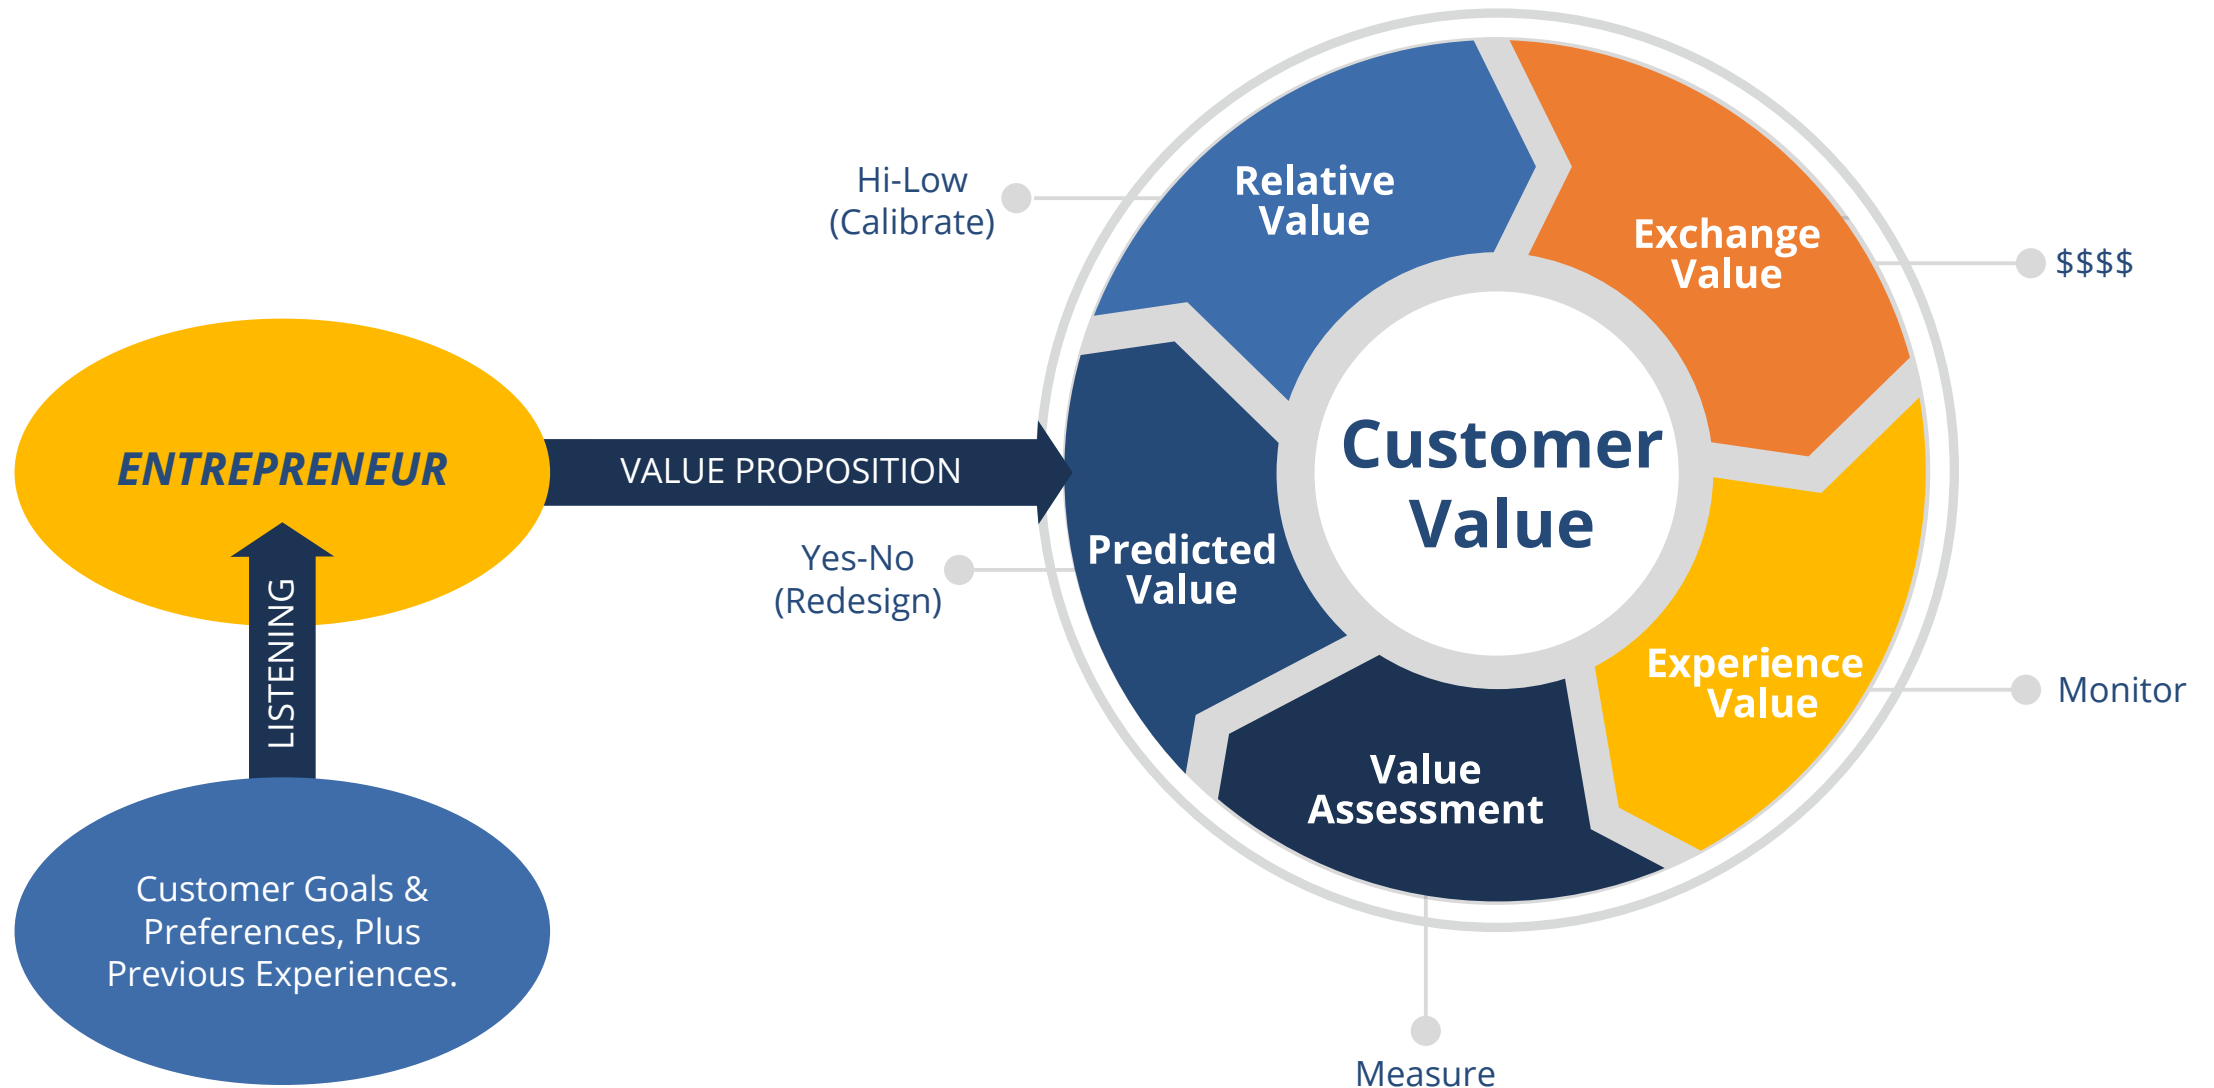 Hi-Low
(Calibrate)
Relative
Value
Exchange
Value
$$$$
ENTREPRENEUR
VALUE PROPOSITION
Customer
Value
Yes-No
(Redesign)
Predicted
Value
LISTENING
Experience
Value
Monitor
Value
Assessment
Customer Goals &
Preferences, Plus
Previous Experiences.
Measure